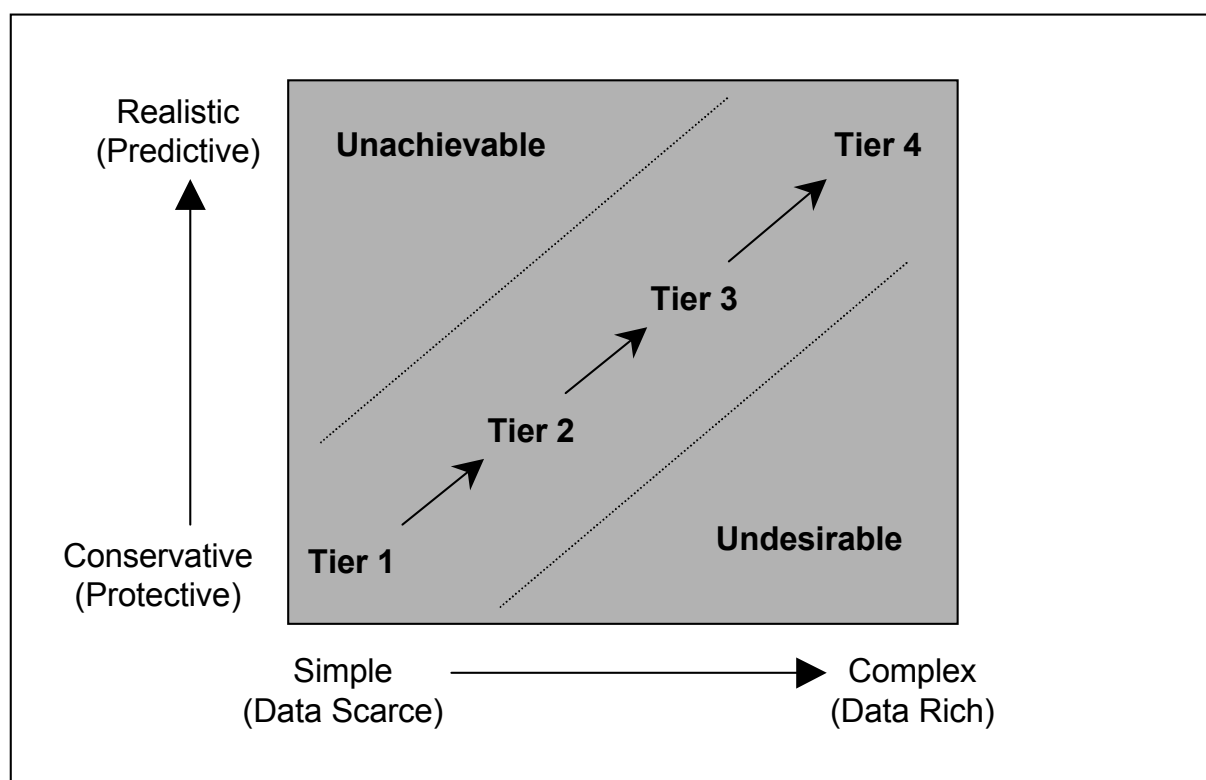 Realistic
(Predictive)
Unachievable
Tier 4
Tier 3
Tier 2
Conservative
(Protective)
Tier 1
Undesirable
Simple
(Data Scarce)
Complex
(Data Rich)